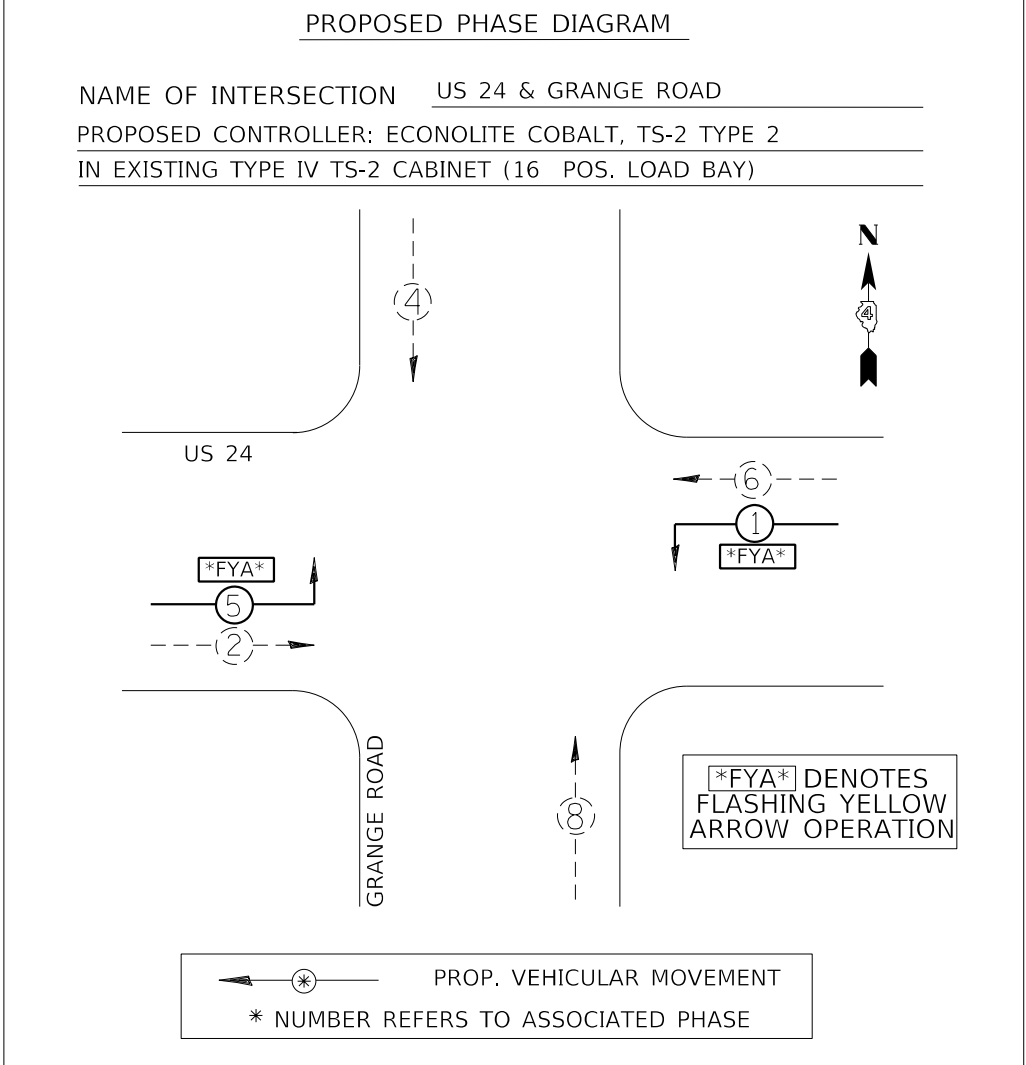 PROPOSED PHASE DIAGRAM
NAME OF INTERSECTION US 24 & GRANGE ROAD
PROPOSED CONTROLLER: ECONOLITE COBALT, TS-2 TYPE 2
IN EXISTING TYPE IV TS-2 CABINET (16 POS. LOAD BAY)
N
4
4
US 24
6
1
*FYA*
*FYA*
5
2
GRANGE ROAD
8
*FYA* DENOTES
FLASHING YELLOW
ARROW OPERATION
* PROP. VEHICULAR MOVEMENT
* NUMBER REFERS TO ASSOCIATED PHASE